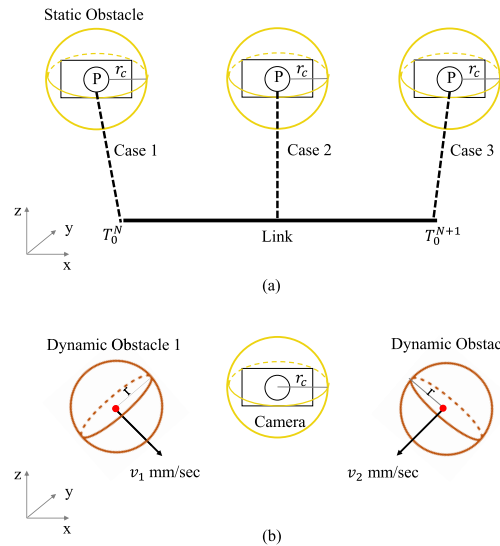 Static Obstacle
P r_c P r_c P r_c
Case 1 Case 2 Case 3
z
y
x
T_0^N Link T_0^{N+1}
(a)
Dynamic Obstacle 1 Dynamic Obstac
r r_c r
Camera
v_1 mm/sec v_2 mm/sec
z
y
x
(b)